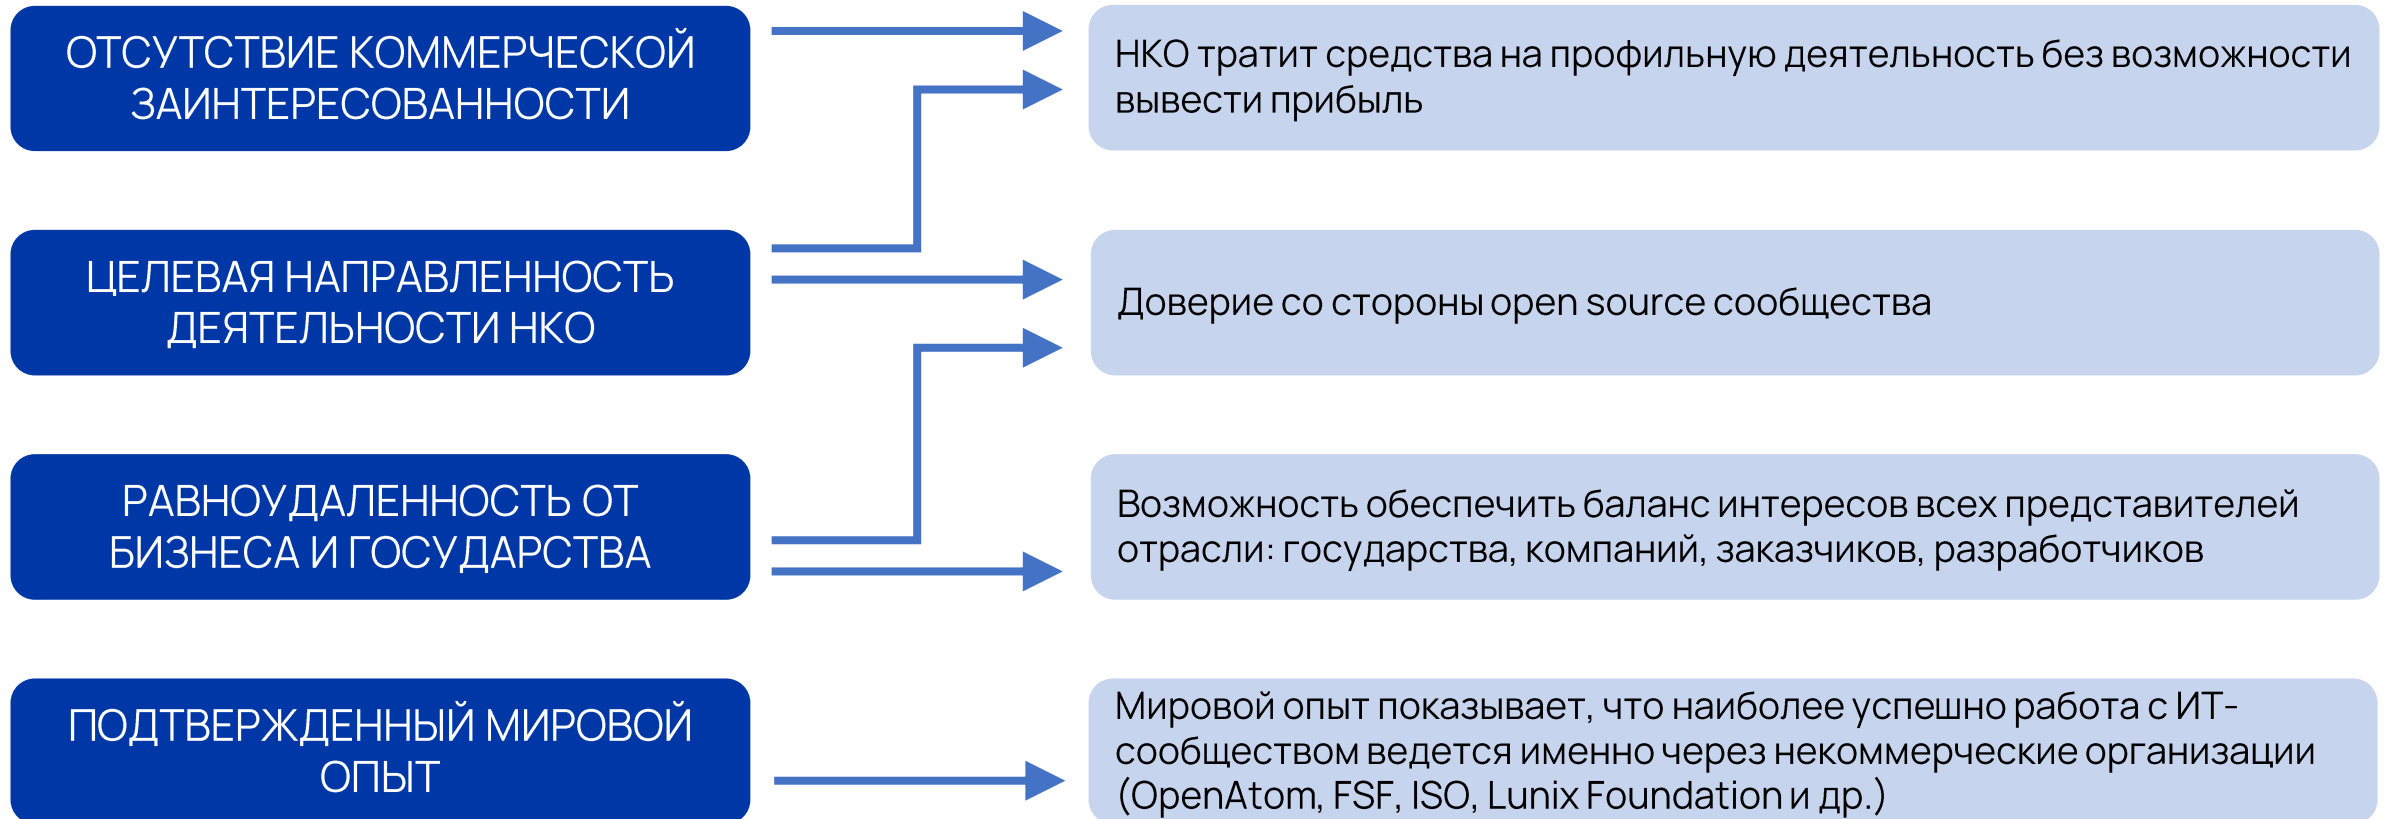 ОТСУТСТВИЕ КОММЕРЧЕСКОЙ
ЗАИНТЕРЕСОВАННОСТИ
НКО тратит средства на профильную деятельность без возможности
вывести прибыль
ЦЕЛЕВАЯ НАПРАВЛЕННОСТЬ
ДЕЯТЕЛЬНОСТИ НКО
Доверие со стороны open source сообщества
РАВНОУДАЛЕННОСТЬ ОТ
БИЗНЕСА И ГОСУДАРСТВА
Возможность обеспечить баланс интересов всех представителей
отрасли: государства, компаний, заказчиков, разработчиков
ПОДТВЕРЖДЕННЫЙ МИРОВОЙ
ОПЫТ
Мировой опыт показывает, что наиболее успешно работа с ИТ-
сообществом ведется именно через некоммерческие организации
(OpenAtom, FSF, ISO, Lunix Foundation и др.)